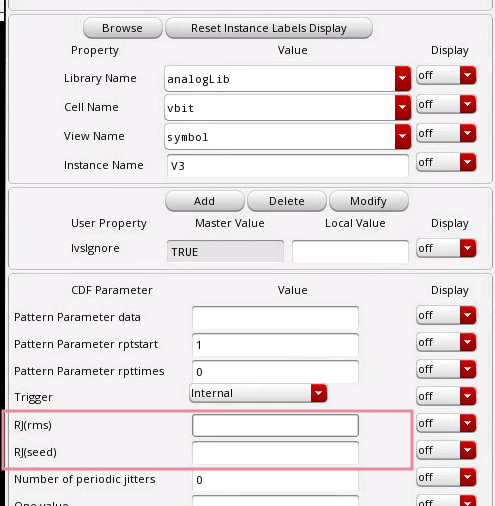 Browse Reset Instance Labels Display
Property Value Display
Library Name analogLib off
Cell Name vbit off
View Name symbol off
Instance Name V3 off
Add Delete Modify
User Property Master Value Local Value Display
lvsIgnore TRUE off
CDF Parameter Value Display
Pattern Parameter data off
Pattern Parameter rptstart 1 off
Pattern Parameter rpttimes 0 off
Trigger Internal off
RJ(rms) off
RJ(seed) off
Number of periodic jitters 0 off
One value off